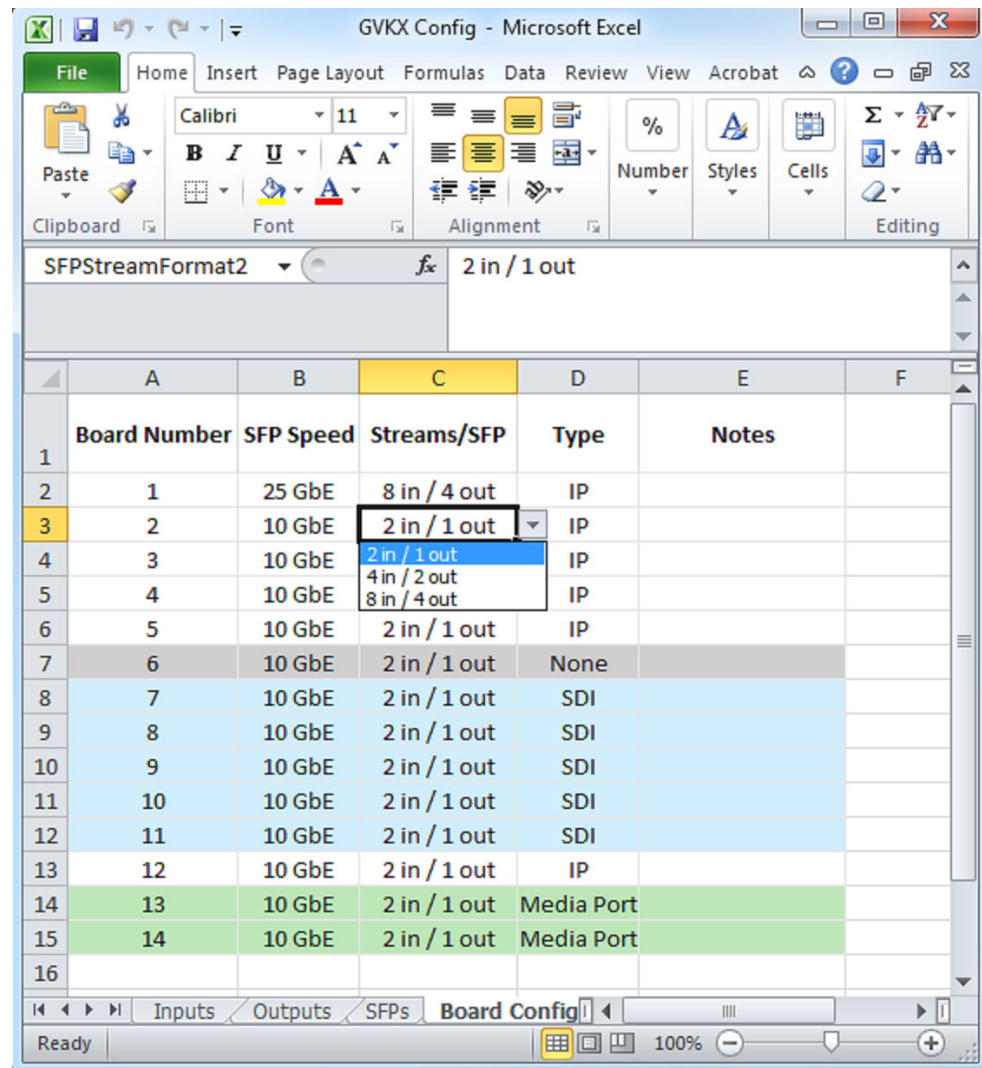 GVKX Config - Microsoft Excel
File Home Insert Page Layout Formulas Data Review View Acrobat
Calibri 11
Paste B I U A A A % Number Styles Cells Σ A Z
Clipboard Font Alignment Editing
SFPStreamFormat2 fx 2 in / 1 out
A B C D E F
1 Board Number SFP Speed Streams/SFP Type Notes
2 1 25 GbE 8 in / 4 out IP
3 2 10 GbE 2 in / 1 out IP
4 3 10 GbE 2 in / 1 out IP
4 in / 2 out
5 4 10 GbE 8 in / 4 out IP
6 5 10 GbE 2 in / 1 out IP
7 6 10 GbE 2 in / 1 out None
8 7 10 GbE 2 in / 1 out SDI
9 8 10 GbE 2 in / 1 out SDI
10 9 10 GbE 2 in / 1 out SDI
11 10 10 GbE 2 in / 1 out SDI
12 11 10 GbE 2 in / 1 out SDI
13 12 10 GbE 2 in / 1 out IP
14 13 10 GbE 2 in / 1 out Media Port
15 14 10 GbE 2 in / 1 out Media Port
16
Inputs Outputs SFPs Board Config
Ready 100%